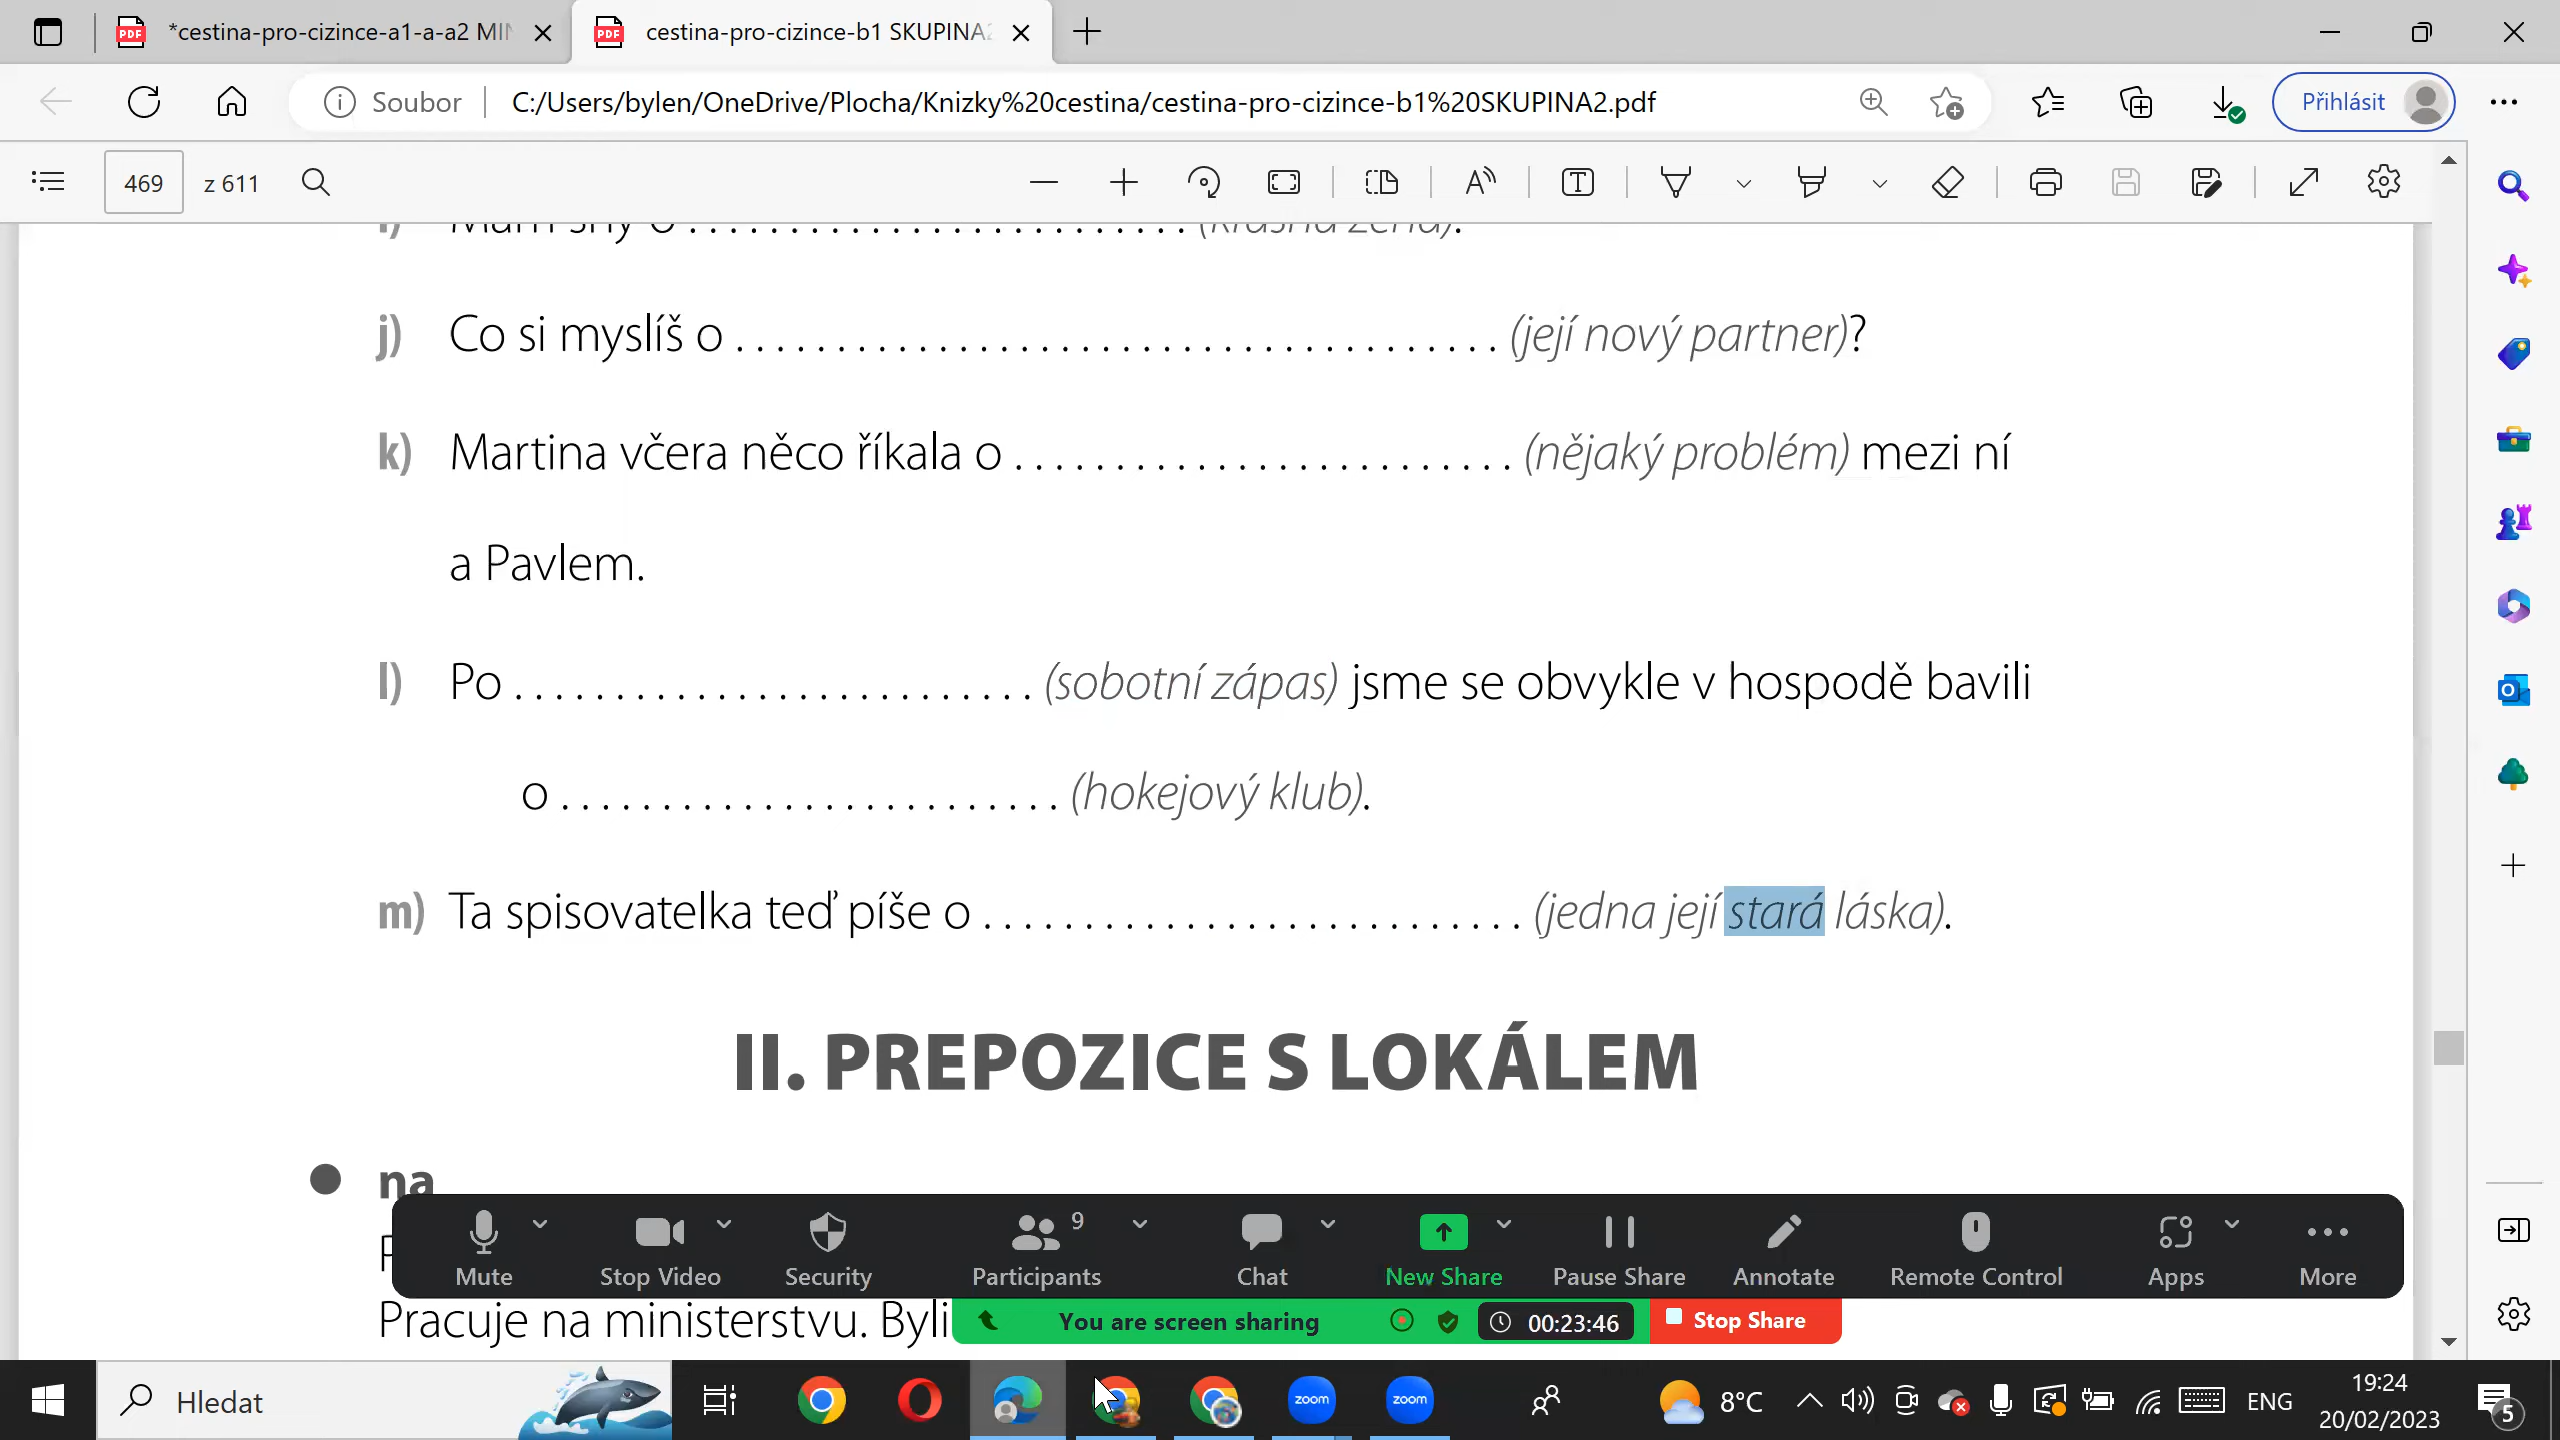 *cestina-pro-cizince-a1-a-a2 MIN
cestina-pro-cizince-b1 SKUPINA2
Soubor
C:/Users/bylen/OneDrive/Plocha/Knizky%20cestina/cestina-pro-cizince-b1%20SKUPINA2.pdf
Přihlásit
469 z 611
i) Mám sny o . . . . . . . . . . . . . . . . . . . . . . . . . (krásná žena).
j) Co si myslíš o . . . . . . . . . . . . . . . . . . . . . . . . . . . . . . . . . . . . . . (její nový partner)?
k) Martina včera něco říkala o . . . . . . . . . . . . . . . . . . . . . . . . . (nějaký problém) mezi ní
a Pavlem.
l) Po . . . . . . . . . . . . . . . . . . . . . . . . . . (sobotní zápas) jsme se obvykle v hospodě bavili
o . . . . . . . . . . . . . . . . . . . . . . . . . (hokejový klub).
m) Ta spisovatelka teď píše o . . . . . . . . . . . . . . . . . . . . . . . . . . . (jedna její stará láska).
II. PREPOZICE S LOKÁLEM
● na
Pracuje na ministerstvu. Byli
9
Mute Stop Video Security Participants Chat New Share Pause Share Annotate Remote Control Apps More
You are screen sharing 00:23:46 Stop Share
Hledat
zoom zoom
8°C
ENG
19:24
20/02/2023
5